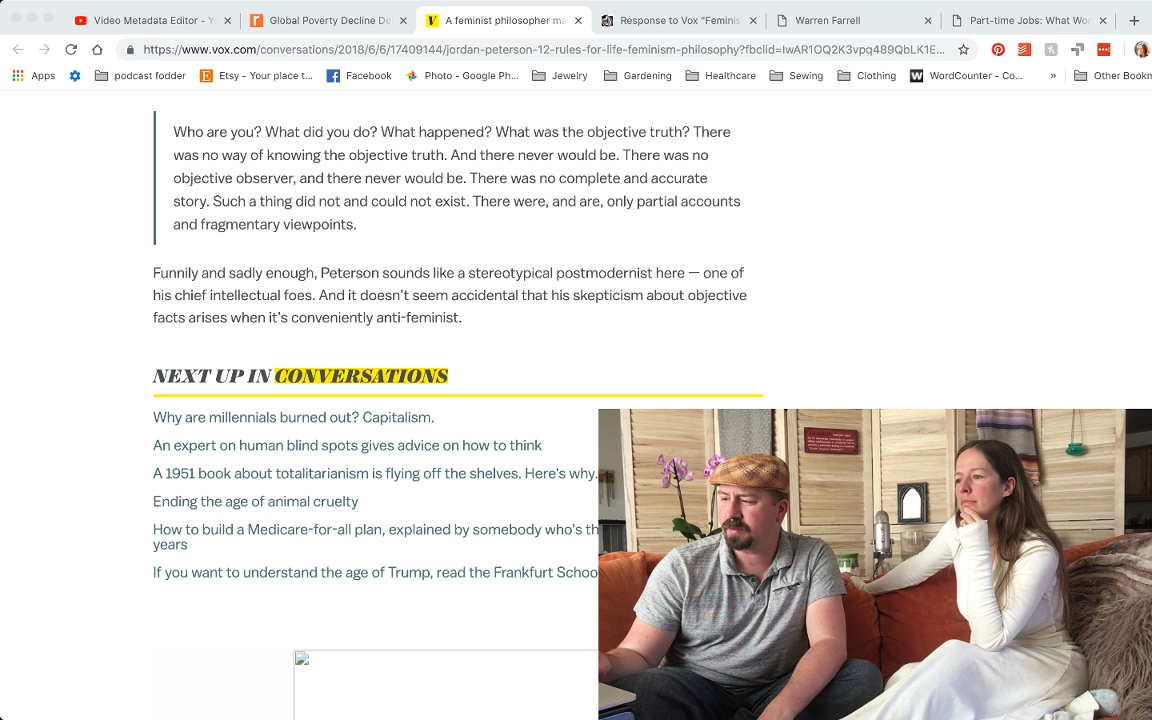 Video Metadata Editor - Y
Global Poverty Decline De
A feminist philosopher ma
Response to Vox "Feminis
Warren Farrell
Part-time Jobs: What Wo
https://www.vox.com/conversations/2018/6/6/17409144/jordan-peterson-12-rules-for-life-feminism-philosophy?fbclid=IwAR1OQ2K3vpq489QbLK1E...
Apps
podcast fodder
Etsy - Your place t...
Facebook
Photo - Google Ph...
Jewelry
Gardening
Healthcare
Sewing
Clothing
WordCounter - Co...
»
Other Bookm
Who are you? What did you do? What happened? What was the objective truth? There
was no way of knowing the objective truth. And there never would be. There was no
objective observer, and there never would be. There was no complete and accurate
story. Such a thing did not and could not exist. There were, and are, only partial accounts
and fragmentary viewpoints.
Funnily and sadly enough, Peterson sounds like a stereotypical postmodernist here — one of
his chief intellectual foes. And it doesn't seem accidental that his skepticism about objective
facts arises when it's conveniently anti-feminist.
NEXT UP IN CONVERSATIONS
Why are millennials burned out? Capitalism.
An expert on human blind spots gives advice on how to think
A 1951 book about totalitarianism is flying off the shelves. Here's why.
Ending the age of animal cruelty
How to build a Medicare-for-all plan, explained by somebody who's th
years
If you want to understand the age of Trump, read the Frankfurt Schoo